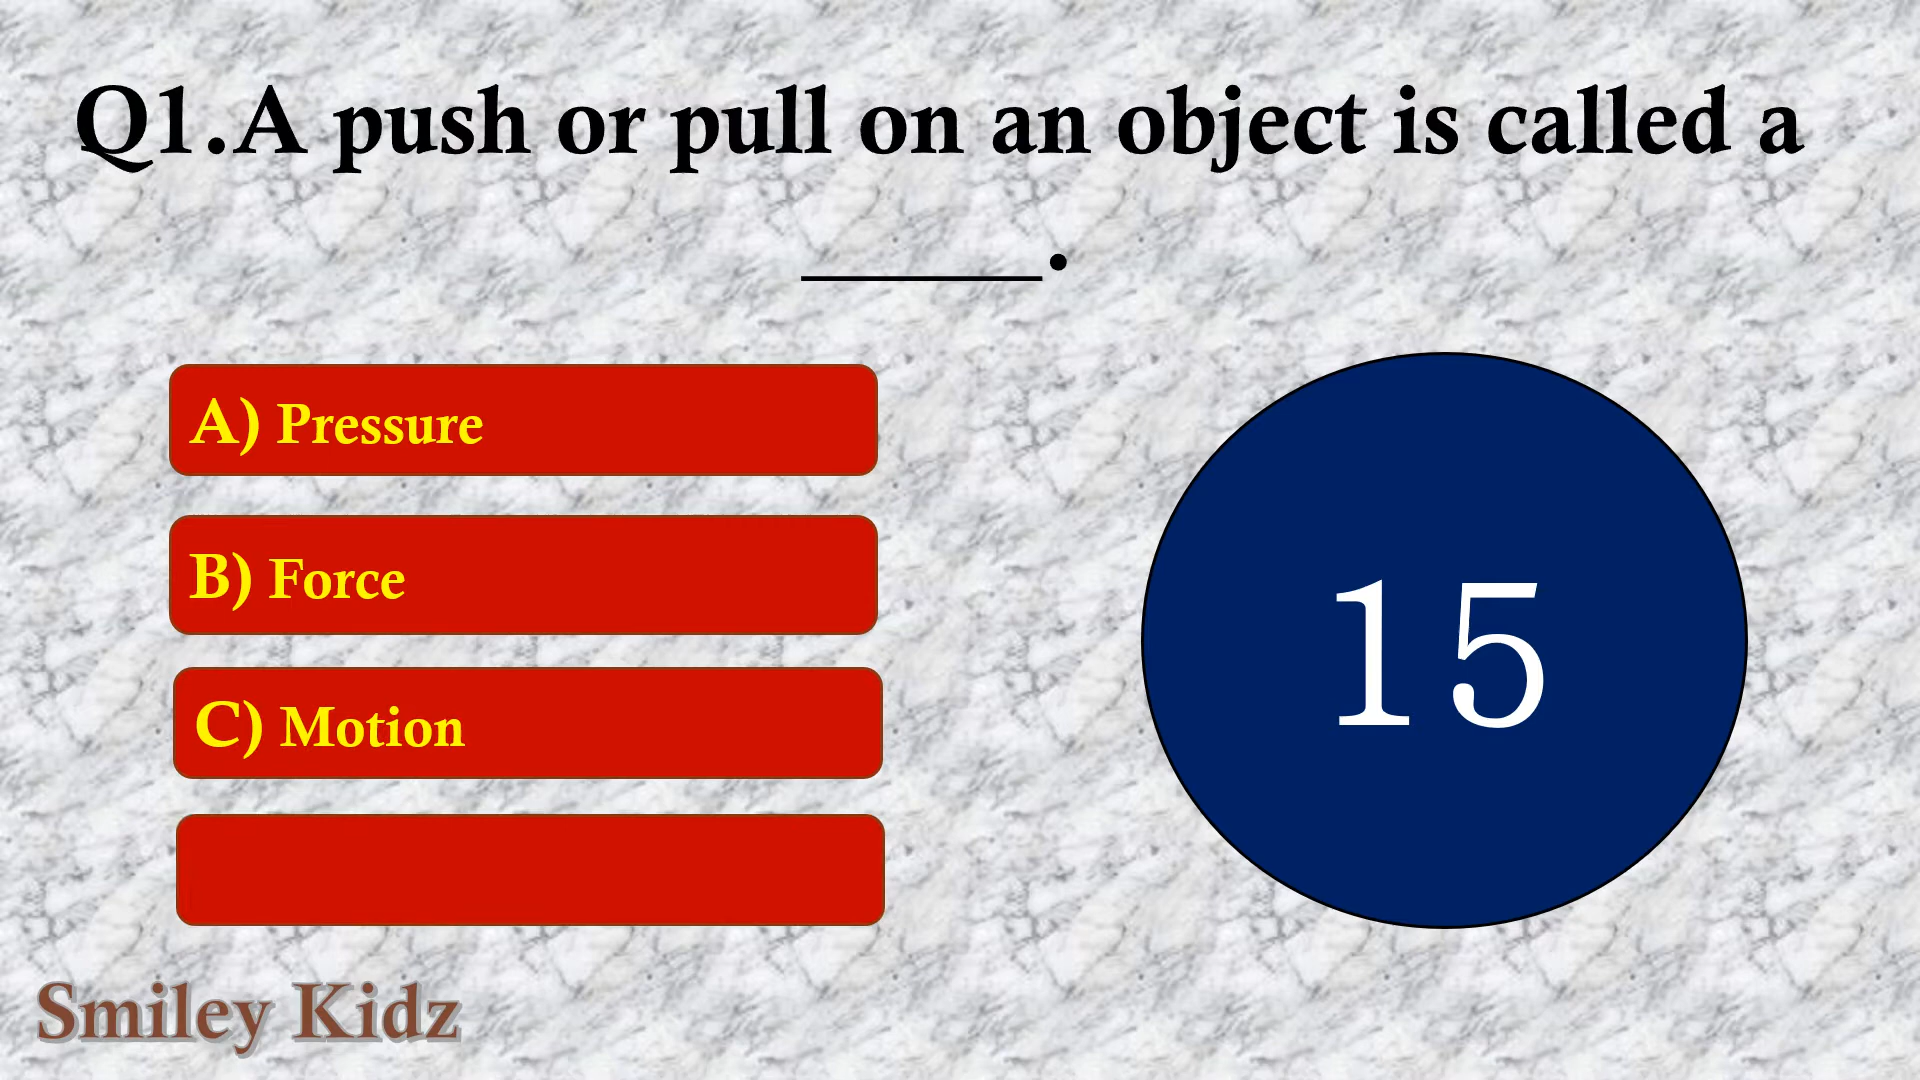 Q1.A push or pull on an object is called a
_____.
A) Pressure
B) Force
C) Motion
15
Smiley Kidz